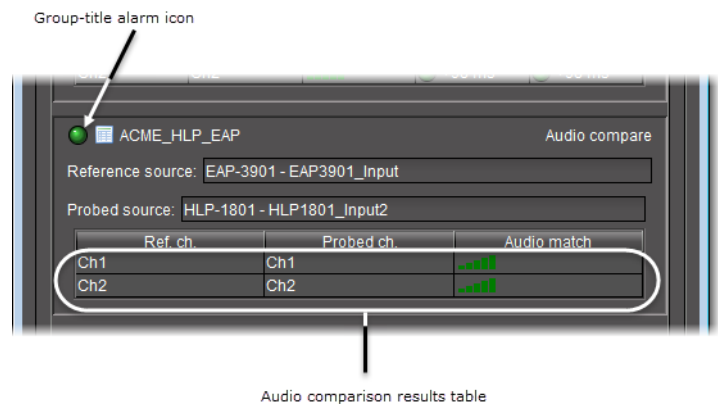 Group-title alarm icon
ACME_HLP_EAP
Audio compare
Reference source: EAP-3901 - EAP3901_Input
Probed source: HLP-1801 - HLP1801_Input2
Ref. ch. Probed ch. Audio match
Ch1 Ch1
Ch2 Ch2
Audio comparison results table